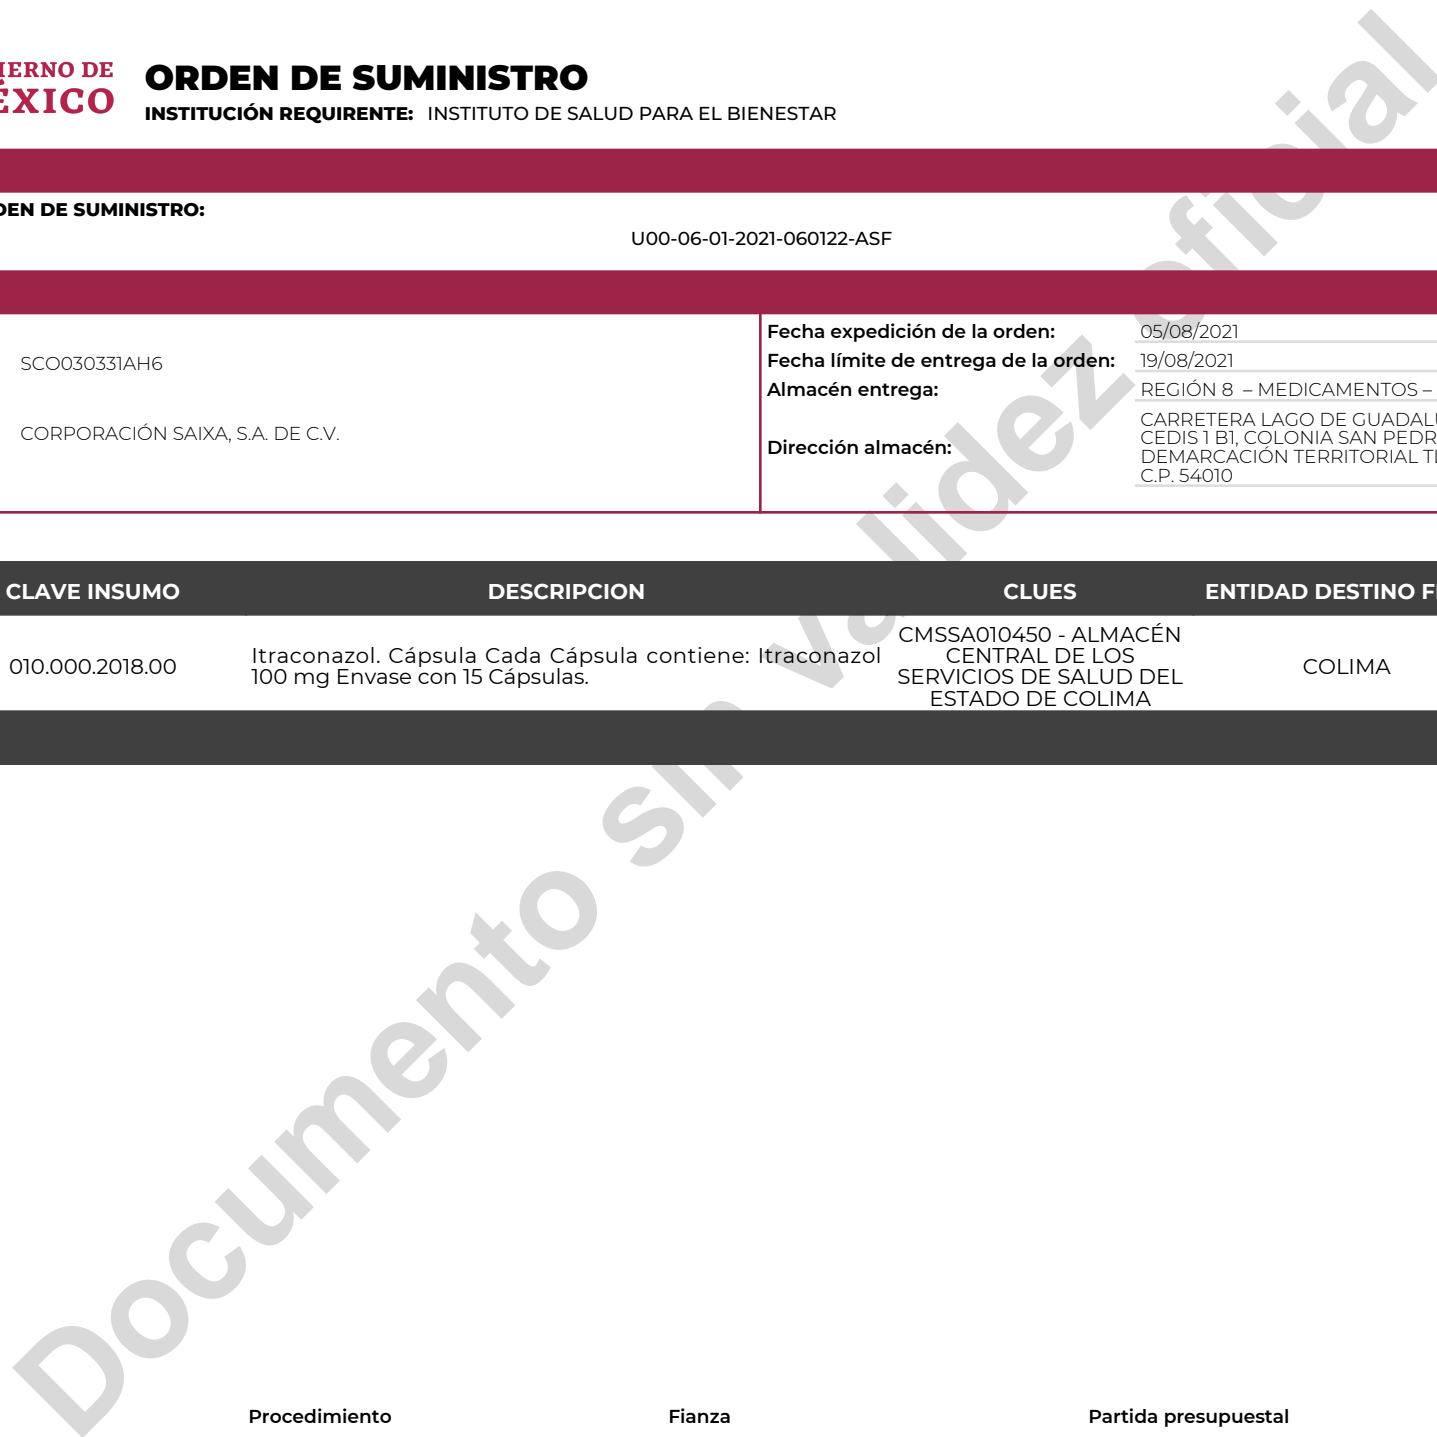 IERNO DE
ÉXICO
ORDEN DE SUMINISTRO
INSTITUCIÓN REQUIRENTE: INSTITUTO DE SALUD PARA EL BIENESTAR
DEN DE SUMINISTRO:
U00-06-01-2021-060122-ASF
SCO030331AH6
CORPORACIÓN SAIXA, S.A. DE C.V.
Fecha expedición de la orden: 05/08/2021
Fecha límite de entrega de la orden: 19/08/2021
Almacén entrega: REGIÓN 8 – MEDICAMENTOS –
Dirección almacén:
CARRETERA LAGO DE GUADALU
CEDIS 1 B1, COLONIA SAN PEDR
DEMARCACIÓN TERRITORIAL TL
C.P. 54010
CLAVE INSUMO DESCRIPCION CLUES ENTIDAD DESTINO F
010.000.2018.00
Itraconazol. Cápsula Cada Cápsula contiene: Itraconazol
100 mg Envase con 15 Cápsulas.
CMSSA010450 - ALMACÉN
CENTRAL DE LOS
SERVICIOS DE SALUD DEL
ESTADO DE COLIMA
COLIMA
Documento sin validez oficial
Procedimiento Fianza Partida presupuestal